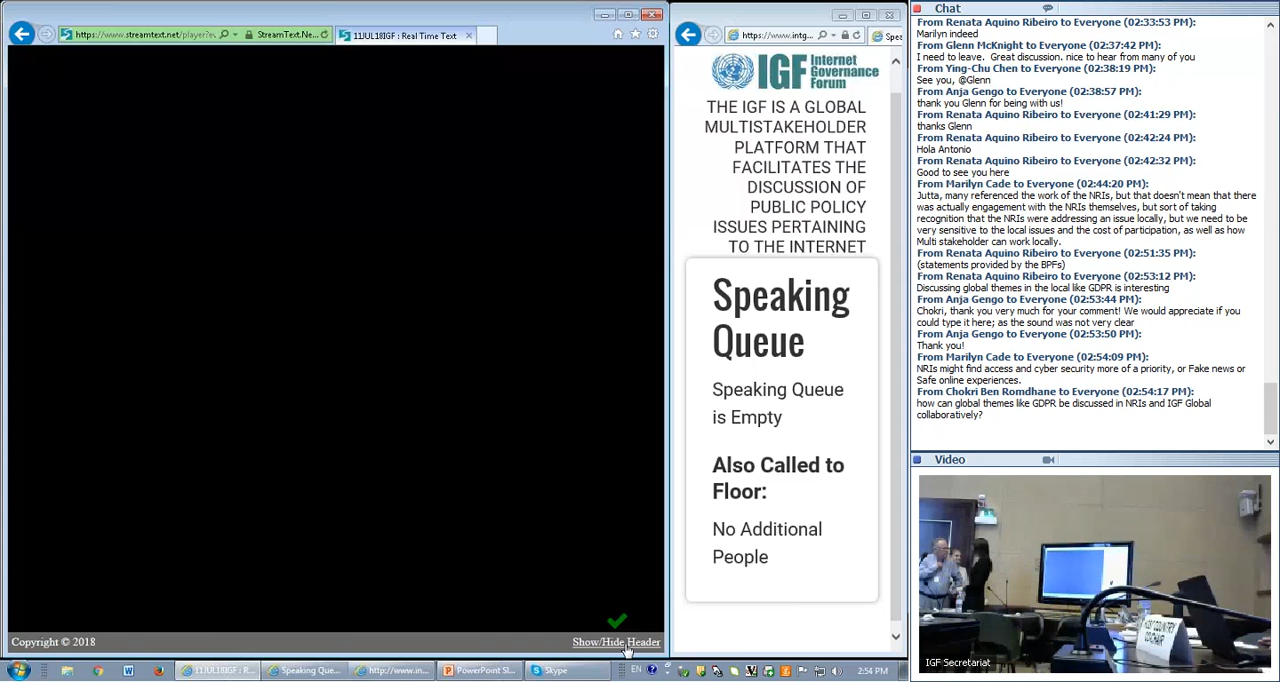 https://www.streamtext.net/player?ev
StreamText.Ne...
11JUL18IGF : Real Time Text
Copyright © 2018
Show/Hide Header
https://www.intg...
Spea
IGF Internet
Governance
Forum
THE IGF IS A GLOBAL
MULTISTAKEHOLDER
PLATFORM THAT
FACILITATES THE
DISCUSSION OF
PUBLIC POLICY
ISSUES PERTAINING
TO THE INTERNET
Speaking
Queue
Speaking Queue
is Empty
Also Called to
Floor:
No Additional
People
Chat
From Renata Aquino Ribeiro to Everyone (02:33:53 PM):
Marilyn indeed
From Glenn McKnight to Everyone (02:37:42 PM):
I need to leave. Great discussion. nice to hear from many of you
From Ying-Chu Chen to Everyone (02:38:19 PM):
See you, @Glenn
From Anja Gengo to Everyone (02:38:57 PM):
thank you Glenn for being with us!
From Renata Aquino Ribeiro to Everyone (02:41:29 PM):
thanks Glenn
From Renata Aquino Ribeiro to Everyone (02:42:24 PM):
Hola Antonio
From Renata Aquino Ribeiro to Everyone (02:42:32 PM):
Good to see you here
From Marilyn Cade to Everyone (02:44:20 PM):
Jutta, many referenced the work of the NRIs, but that doesn't mean that there
was actually engagement with the NRIs themselves, but sort of taking
recognition that the NRIs were addressing an issue locally, but we need to be
very sensitive to the local issues and the cost of participation, as well as how
Multi stakeholder can work locally.
From Renata Aquino Ribeiro to Everyone (02:51:35 PM):
(statements provided by the BPFs)
From Renata Aquino Ribeiro to Everyone (02:53:12 PM):
Discussing global themes in the local like GDPR is interesting
From Anja Gengo to Everyone (02:53:44 PM):
Chokri, thank you very much for your comment! We would appreciate if you
could type it here; as the sound was not very clear
From Anja Gengo to Everyone (02:53:50 PM):
Thank you!
From Marilyn Cade to Everyone (02:54:09 PM):
NRIs might find access and cyber security more of a priority, or Fake news or
Safe online experiences.
From Chokri Ben Romdhane to Everyone (02:54:17 PM):
how can global themes like GDPR be discussed in NRIs and IGF Global
collaboratively?
Video
HOST COUNTRY
CO-CHAIR
IGF Secretariat
11JUL18IGF : R...
Speaking Que...
http://www.in...
PowerPoint Sl...
Skype
EN
2:54 PM